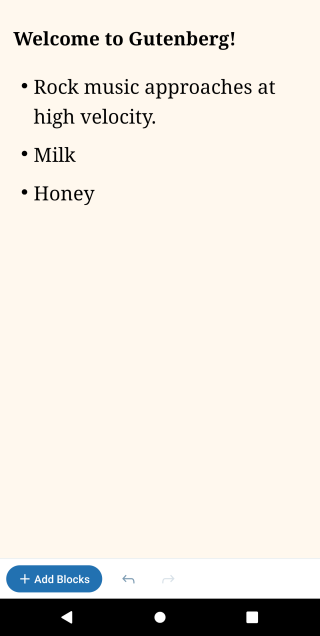 Welcome to Gutenberg!
• Rock music approaches at
high velocity.
• Milk
• Honey
+ Add Blocks